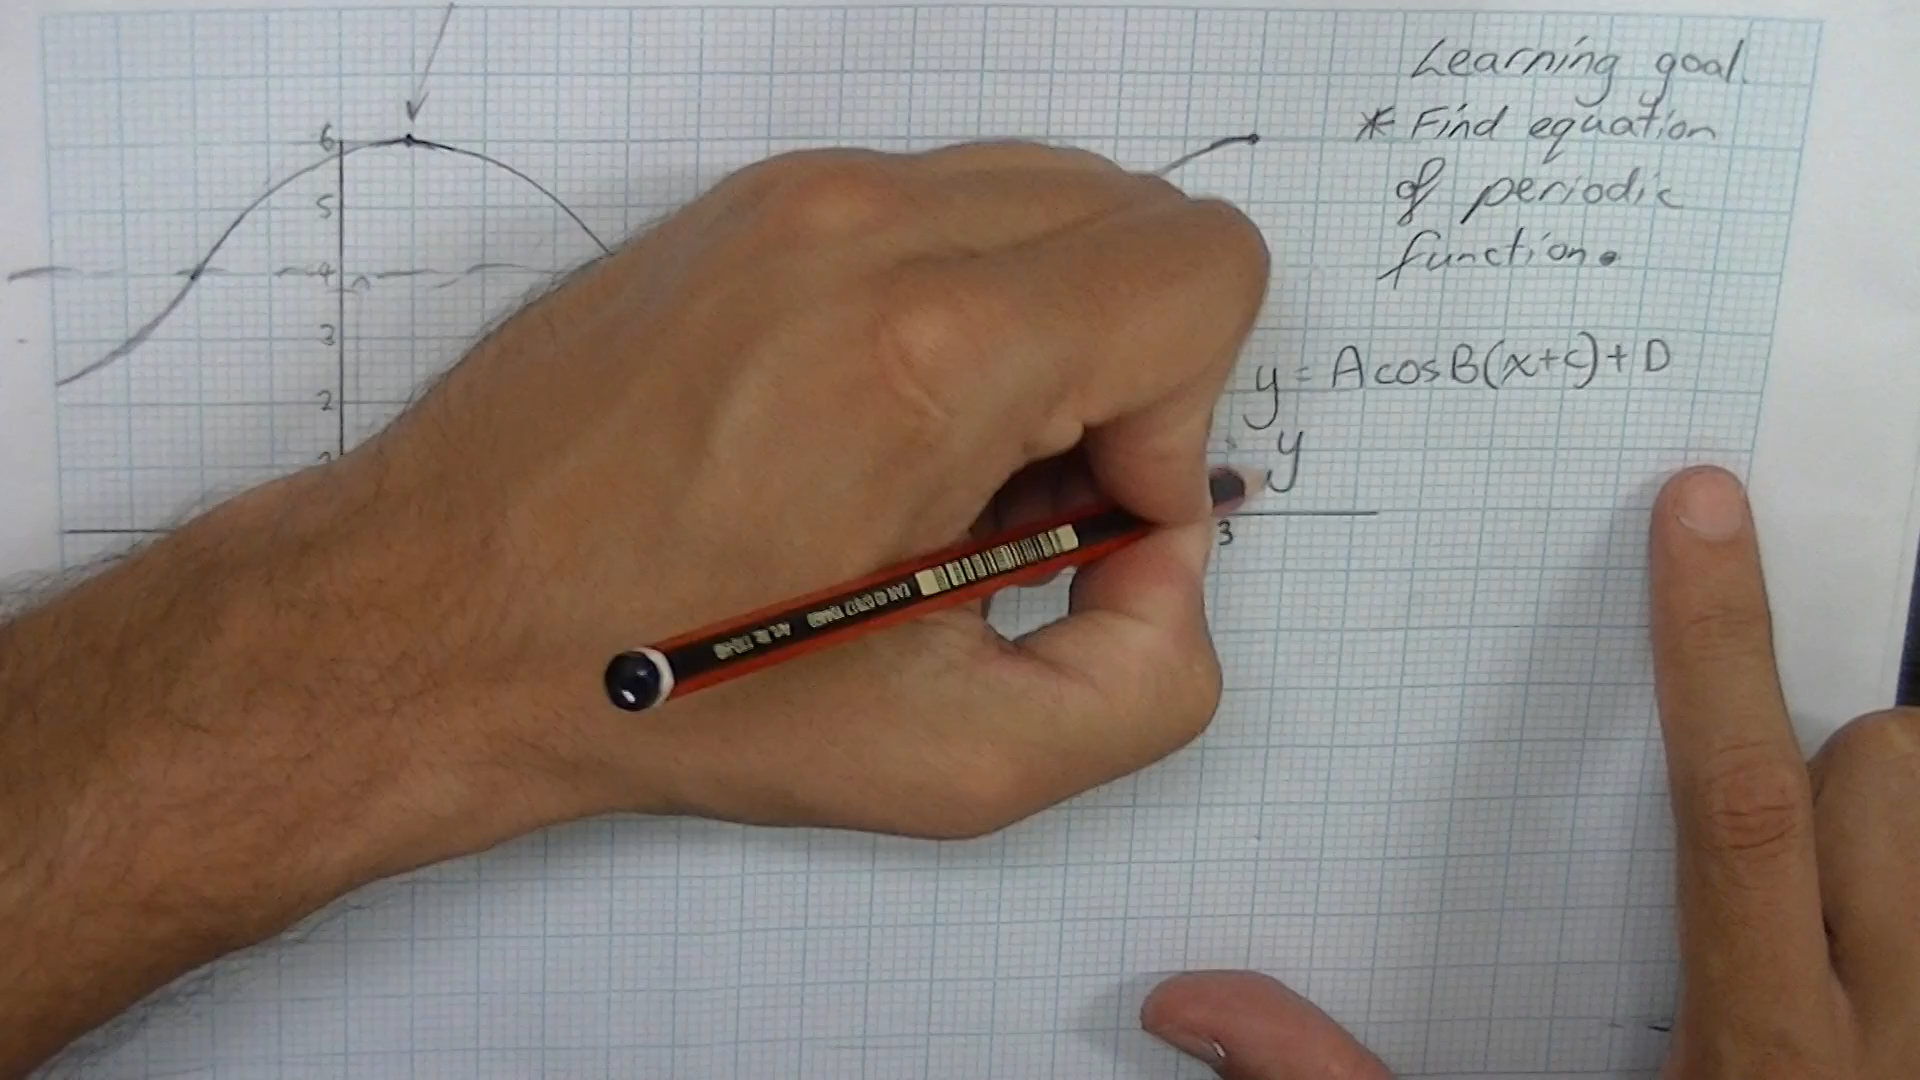 Learning goal.
* Find equation
of periodic
function.
y = A cos B(x+c) + D
y
6
5
4
3
2
3